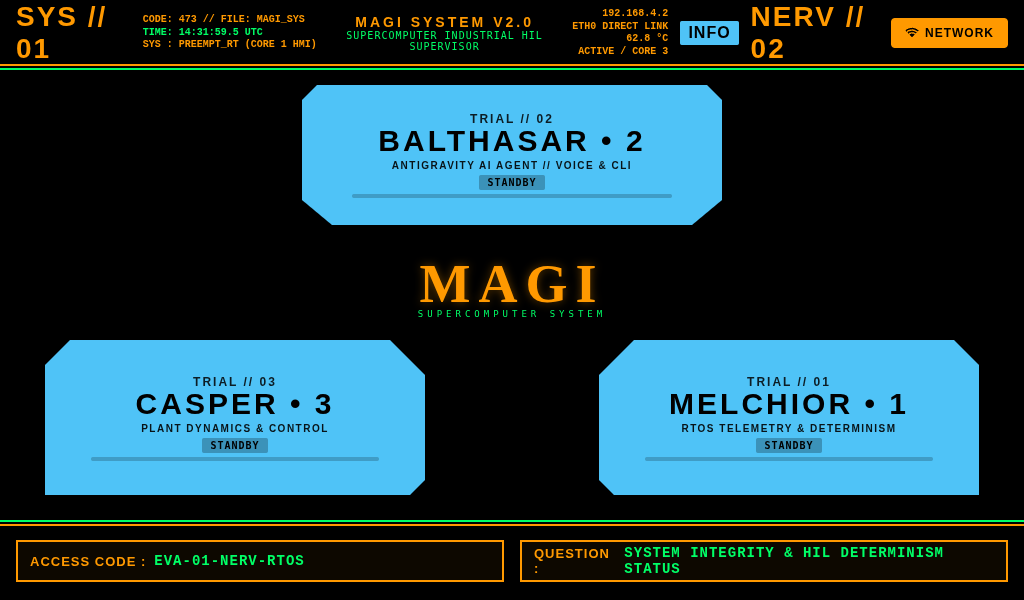 SYS // 01
CODE: 473 // FILE: MAGI_SYS
TIME: 14:31:59.5 UTC
SYS : PREEMPT_RT (CORE 1 HMI)
MAGI SYSTEM V2.0
SUPERCOMPUTER INDUSTRIAL HIL
SUPERVISOR
192.168.4.2
ETH0 DIRECT LINK
62.8 °C
ACTIVE / CORE 3
INFO
NERV // 02
NETWORK
TRIAL // 02
BALTHASAR • 2
ANTIGRAVITY AI AGENT // VOICE & CLI
STANDBY
MAGI
SUPERCOMPUTER SYSTEM
TRIAL // 03
CASPER • 3
PLANT DYNAMICS & CONTROL
STANDBY
TRIAL // 01
MELCHIOR • 1
RTOS TELEMETRY & DETERMINISM
STANDBY
ACCESS CODE : EVA-01-NERV-RTOS
QUESTION : SYSTEM INTEGRITY & HIL DETERMINISM
STATUS